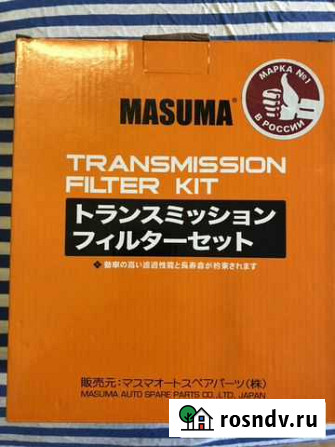 МАРКА №1
В РОССИИ
MASUMA®
TRANSMISSION
FILTER KIT
トランスミッション
フィルターセット
販売元:マスマオートスペアパーツ(株)
MASUMA AUTO SPARE PARTS CO.,LTD, JAPAN
rosndv.ru